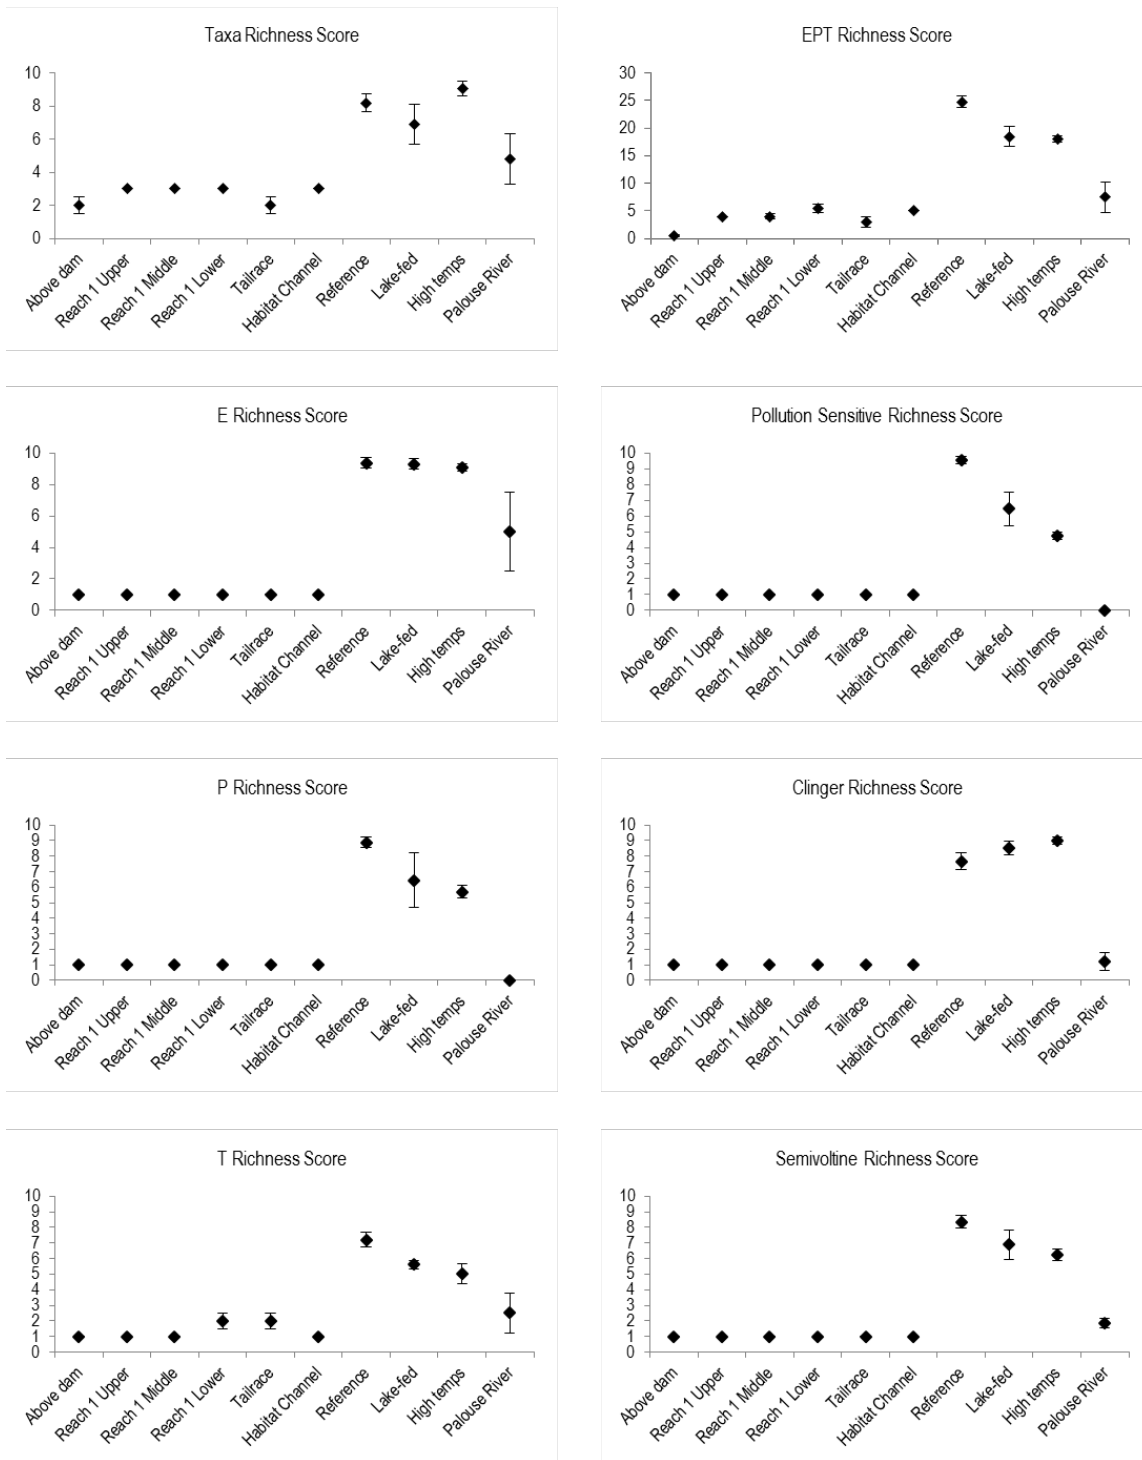 Taxa Richness Score
10
8
6
4
2
0
Above dam
Reach 1 Upper
Reach 1 Middle
Reach 1 Lower
Tailrace
Habitat Channel
Reference
Lake-fed
High temps
Palouse River
EPT Richness Score
30
25
20
15
10
5
0
Above dam
Reach 1 Upper
Reach 1 Middle
Reach 1 Lower
Tailrace
Habitat Channel
Reference
Lake-fed
High temps
Palouse River
E Richness Score
10
8
6
4
2
0
Above dam
Reach 1 Upper
Reach 1 Middle
Reach 1 Lower
Tailrace
Habitat Channel
Reference
Lake-fed
High temps
Palouse River
Pollution Sensitive Richness Score
10
9
8
7
6
5
4
3
2
1
0
Above dam
Reach 1 Upper
Reach 1 Middle
Reach 1 Lower
Tailrace
Habitat Channel
Reference
Lake-fed
High temps
Palouse River
P Richness Score
10
9
8
7
6
5
4
3
2
1
0
Above dam
Reach 1 Upper
Reach 1 Middle
Reach 1 Lower
Tailrace
Habitat Channel
Reference
Lake-fed
High temps
Palouse River
Clinger Richness Score
10
9
8
7
6
5
4
3
2
1
0
Above dam
Reach 1 Upper
Reach 1 Middle
Reach 1 Lower
Tailrace
Habitat Channel
Reference
Lake-fed
High temps
Palouse River
T Richness Score
10
9
8
7
6
5
4
3
2
1
0
Above dam
Reach 1 Upper
Reach 1 Middle
Reach 1 Lower
Tailrace
Habitat Channel
Reference
Lake-fed
High temps
Palouse River
Semivoltine Richness Score
10
9
8
7
6
5
4
3
2
1
0
Above dam
Reach 1 Upper
Reach 1 Middle
Reach 1 Lower
Tailrace
Habitat Channel
Reference
Lake-fed
High temps
Palouse River